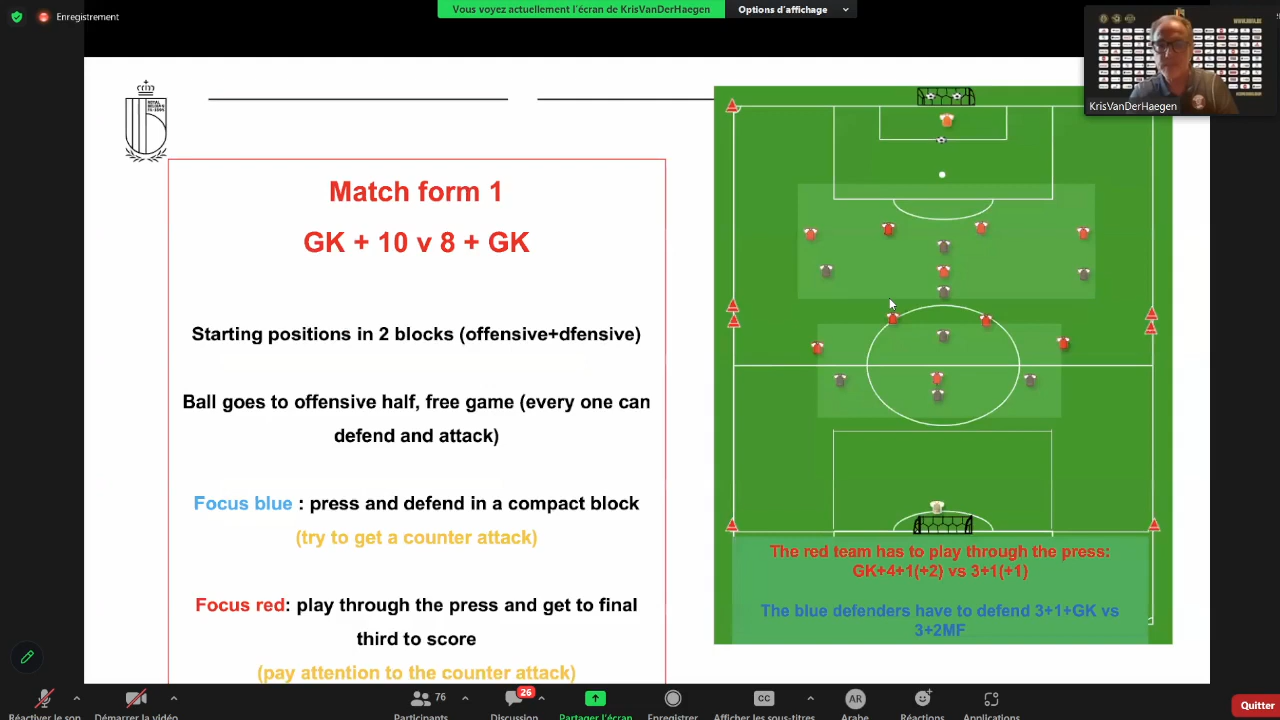 Enregistrement
Vous voyez actuellement l'écran de KrisVanDerHaegen
Options d'affichage
KrisVanDerHaegen
ROYAL
BELGIAN
FA·1895
Match form 1
GK + 10 v 8 + GK
Starting positions in 2 blocks (offensive+dfensive)
Ball goes to offensive half, free game (every one can
defend and attack)
Focus blue : press and defend in a compact block
(try to get a counter attack)
Focus red: play through the press and get to final
third to score
(pay attention to the counter attack)
The red team has to play through the press:
GK+4+1(+2) vs 3+1(+1)
The blue defenders have to defend 3+1+GK vs
3+2MF
Réactiver le son
Démarrer la vidéo
76
Participants
26
Discussion
Partager l'écran
Enregistrer
CC
Afficher les sous-titres
AR
Arabe
Réactions
Applications
Quitter